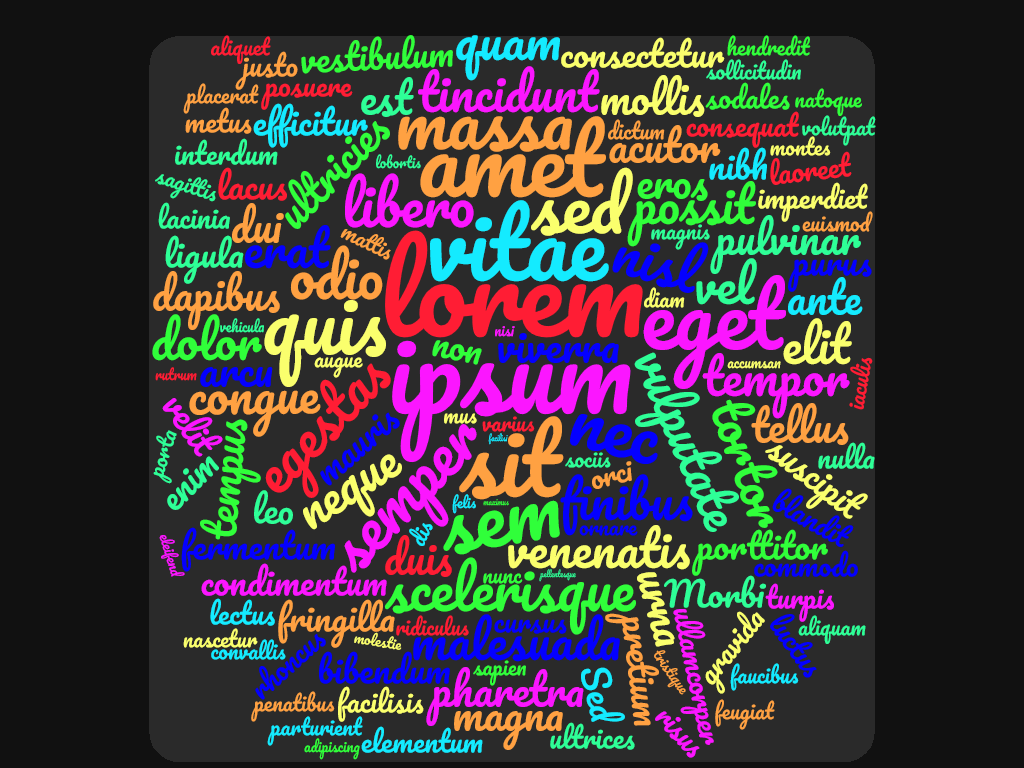 aliquet
justo
vestibulum
quam
consectetur
hendredit
sollicitudin
placerat
posuere
est
tincidunt
mollis
sodales
natoque
metus
efficitur
massa
dictum
consequat
volutpat
interdum
ultricies
lobortis
amet
acutor
nibh
montes
laoreet
sagittis
lacus
libero
sed
eros
possit
imperdiet
lacinia
dui
mattis
vitae
magnis
pulvinar
euismod
ligula
erat
odio
lorem
nisl
vel
purus
dapibus
diam
eget
ante
dolor
vehicula
quis
augue
nisi
non
viverra
elit
rutrum
arcu
ipsum
accumsan
tempor
iaculis
congue
egestas
mus
varius
facilisi
vulputate
tortor
tellus
velit
porta
enim
tempus
mauris
neque
semper
sit
nec
sociis
orci
suscipit
nulla
leo
felis
maximus
finibus
blandit
eleifend
fermentum
dis
sem
ornare
duis
venenatis
porttitor
commodo
condimentum
nunc
pellentesque
scelerisque
urna
Morbi
turpis
lectus
fringilla
ridiculus
cursus
ullamcorper
gravida
luctus
aliquam
nascetur
convallis
molestie
malesuada
pretium
tristique
rhoncus
bibendum
sapien
Sed
faucibus
penatibus
facilisis
pharetra
magna
risus
feugiat
parturient
adipiscing
elementum
ultrices